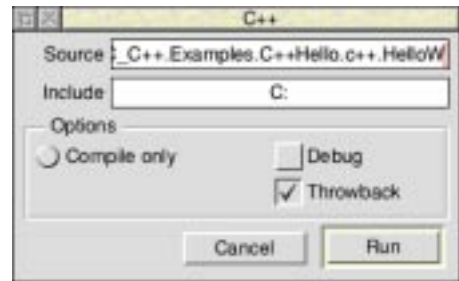 C++
Source _C++.Examples.C++Hello.c++.HelloW
Include C:
Options
Compile only Debug
Throwback
Cancel Run